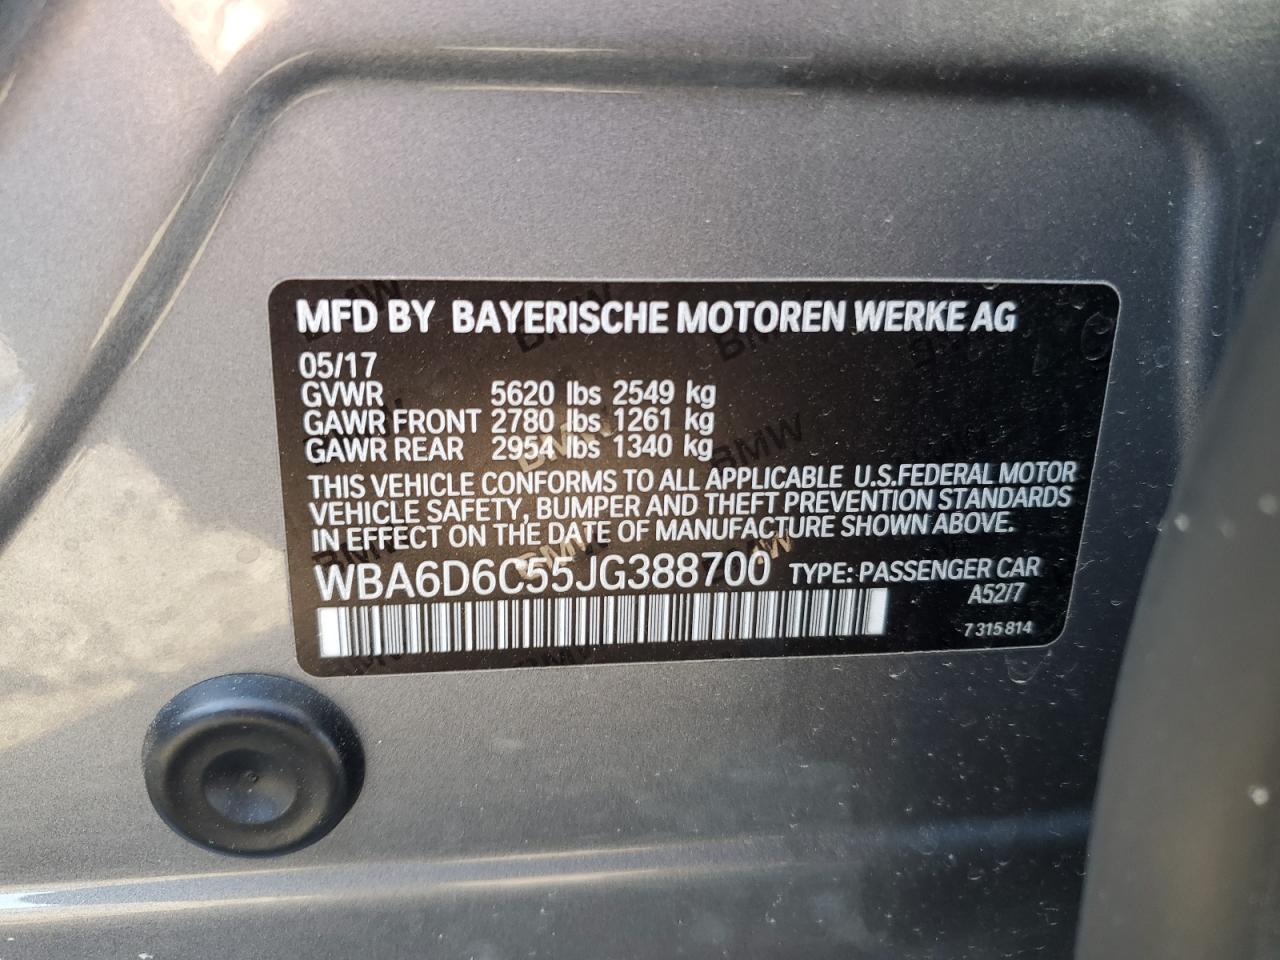 MFD BY BAYERISCHE MOTOREN WERKE AG
05/17
GVWR 5620 lbs 2549 kg
GAWR FRONT 2780 lbs 1261 kg
GAWR REAR 2954 lbs 1340 kg
THIS VEHICLE CONFORMS TO ALL APPLICABLE U.S.FEDERAL MOTOR
VEHICLE SAFETY, BUMPER AND THEFT PREVENTION STANDARDS
IN EFFECT ON THE DATE OF MANUFACTURE SHOWN ABOVE.
WBA6D6C55JG388700 TYPE: PASSENGER CAR
A52/7
7 315 814